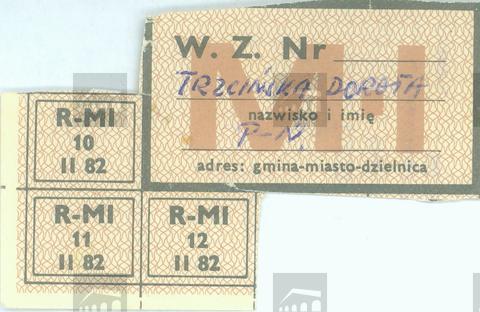 W. Z. Nr
TRZCIŃSKA DOROTA
nazwisko i imię
P-N
adres: gmina-miasto-dzielnica
MI
R-MI
10
II 82
R-MI
11
II 82
R-MI
12
II 82